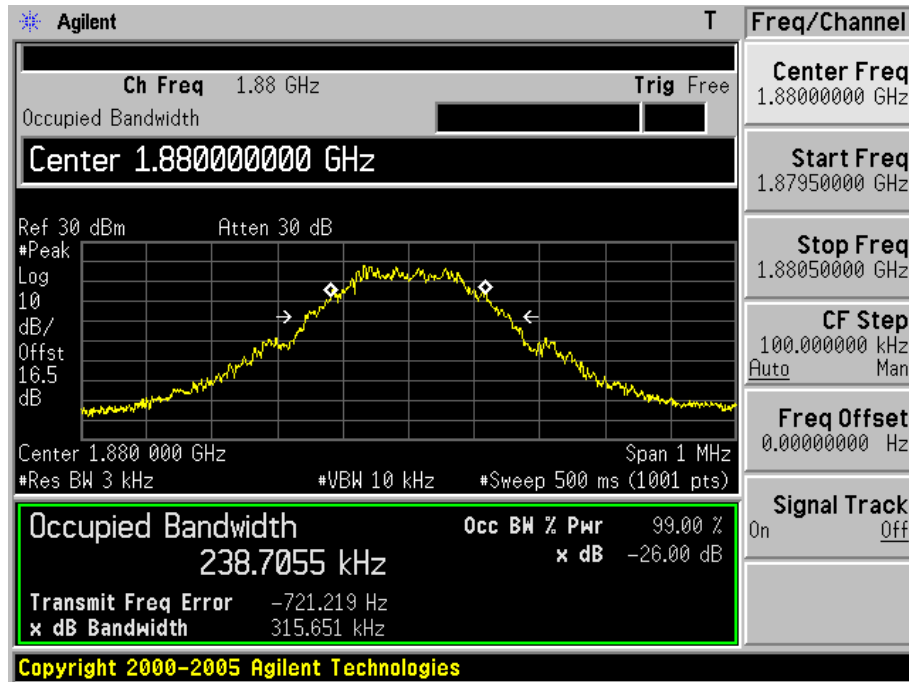 Agilent T
Ch Freq 1.88 GHz Trig Free
Occupied Bandwidth
Center 1.880000000 GHz
Ref 30 dBm Atten 30 dB
#Peak
Log
10
dB/
Offst
16.5
dB
Center 1.880 000 GHz Span 1 MHz
#Res BW 3 kHz #VBW 10 kHz #Sweep 500 ms (1001 pts)
Occupied Bandwidth Occ BW % Pwr 99.00 %
238.7055 kHz x dB -26.00 dB
Transmit Freq Error -721.219 Hz
x dB Bandwidth 315.651 kHz
Copyright 2000-2005 Agilent Technologies
Freq/Channel
Center Freq
1.88000000 GHz
Start Freq
1.87950000 GHz
Stop Freq
1.88050000 GHz
CF Step
100.000000 kHz
Auto Man
Freq Offset
0.00000000 Hz
Signal Track
On Off